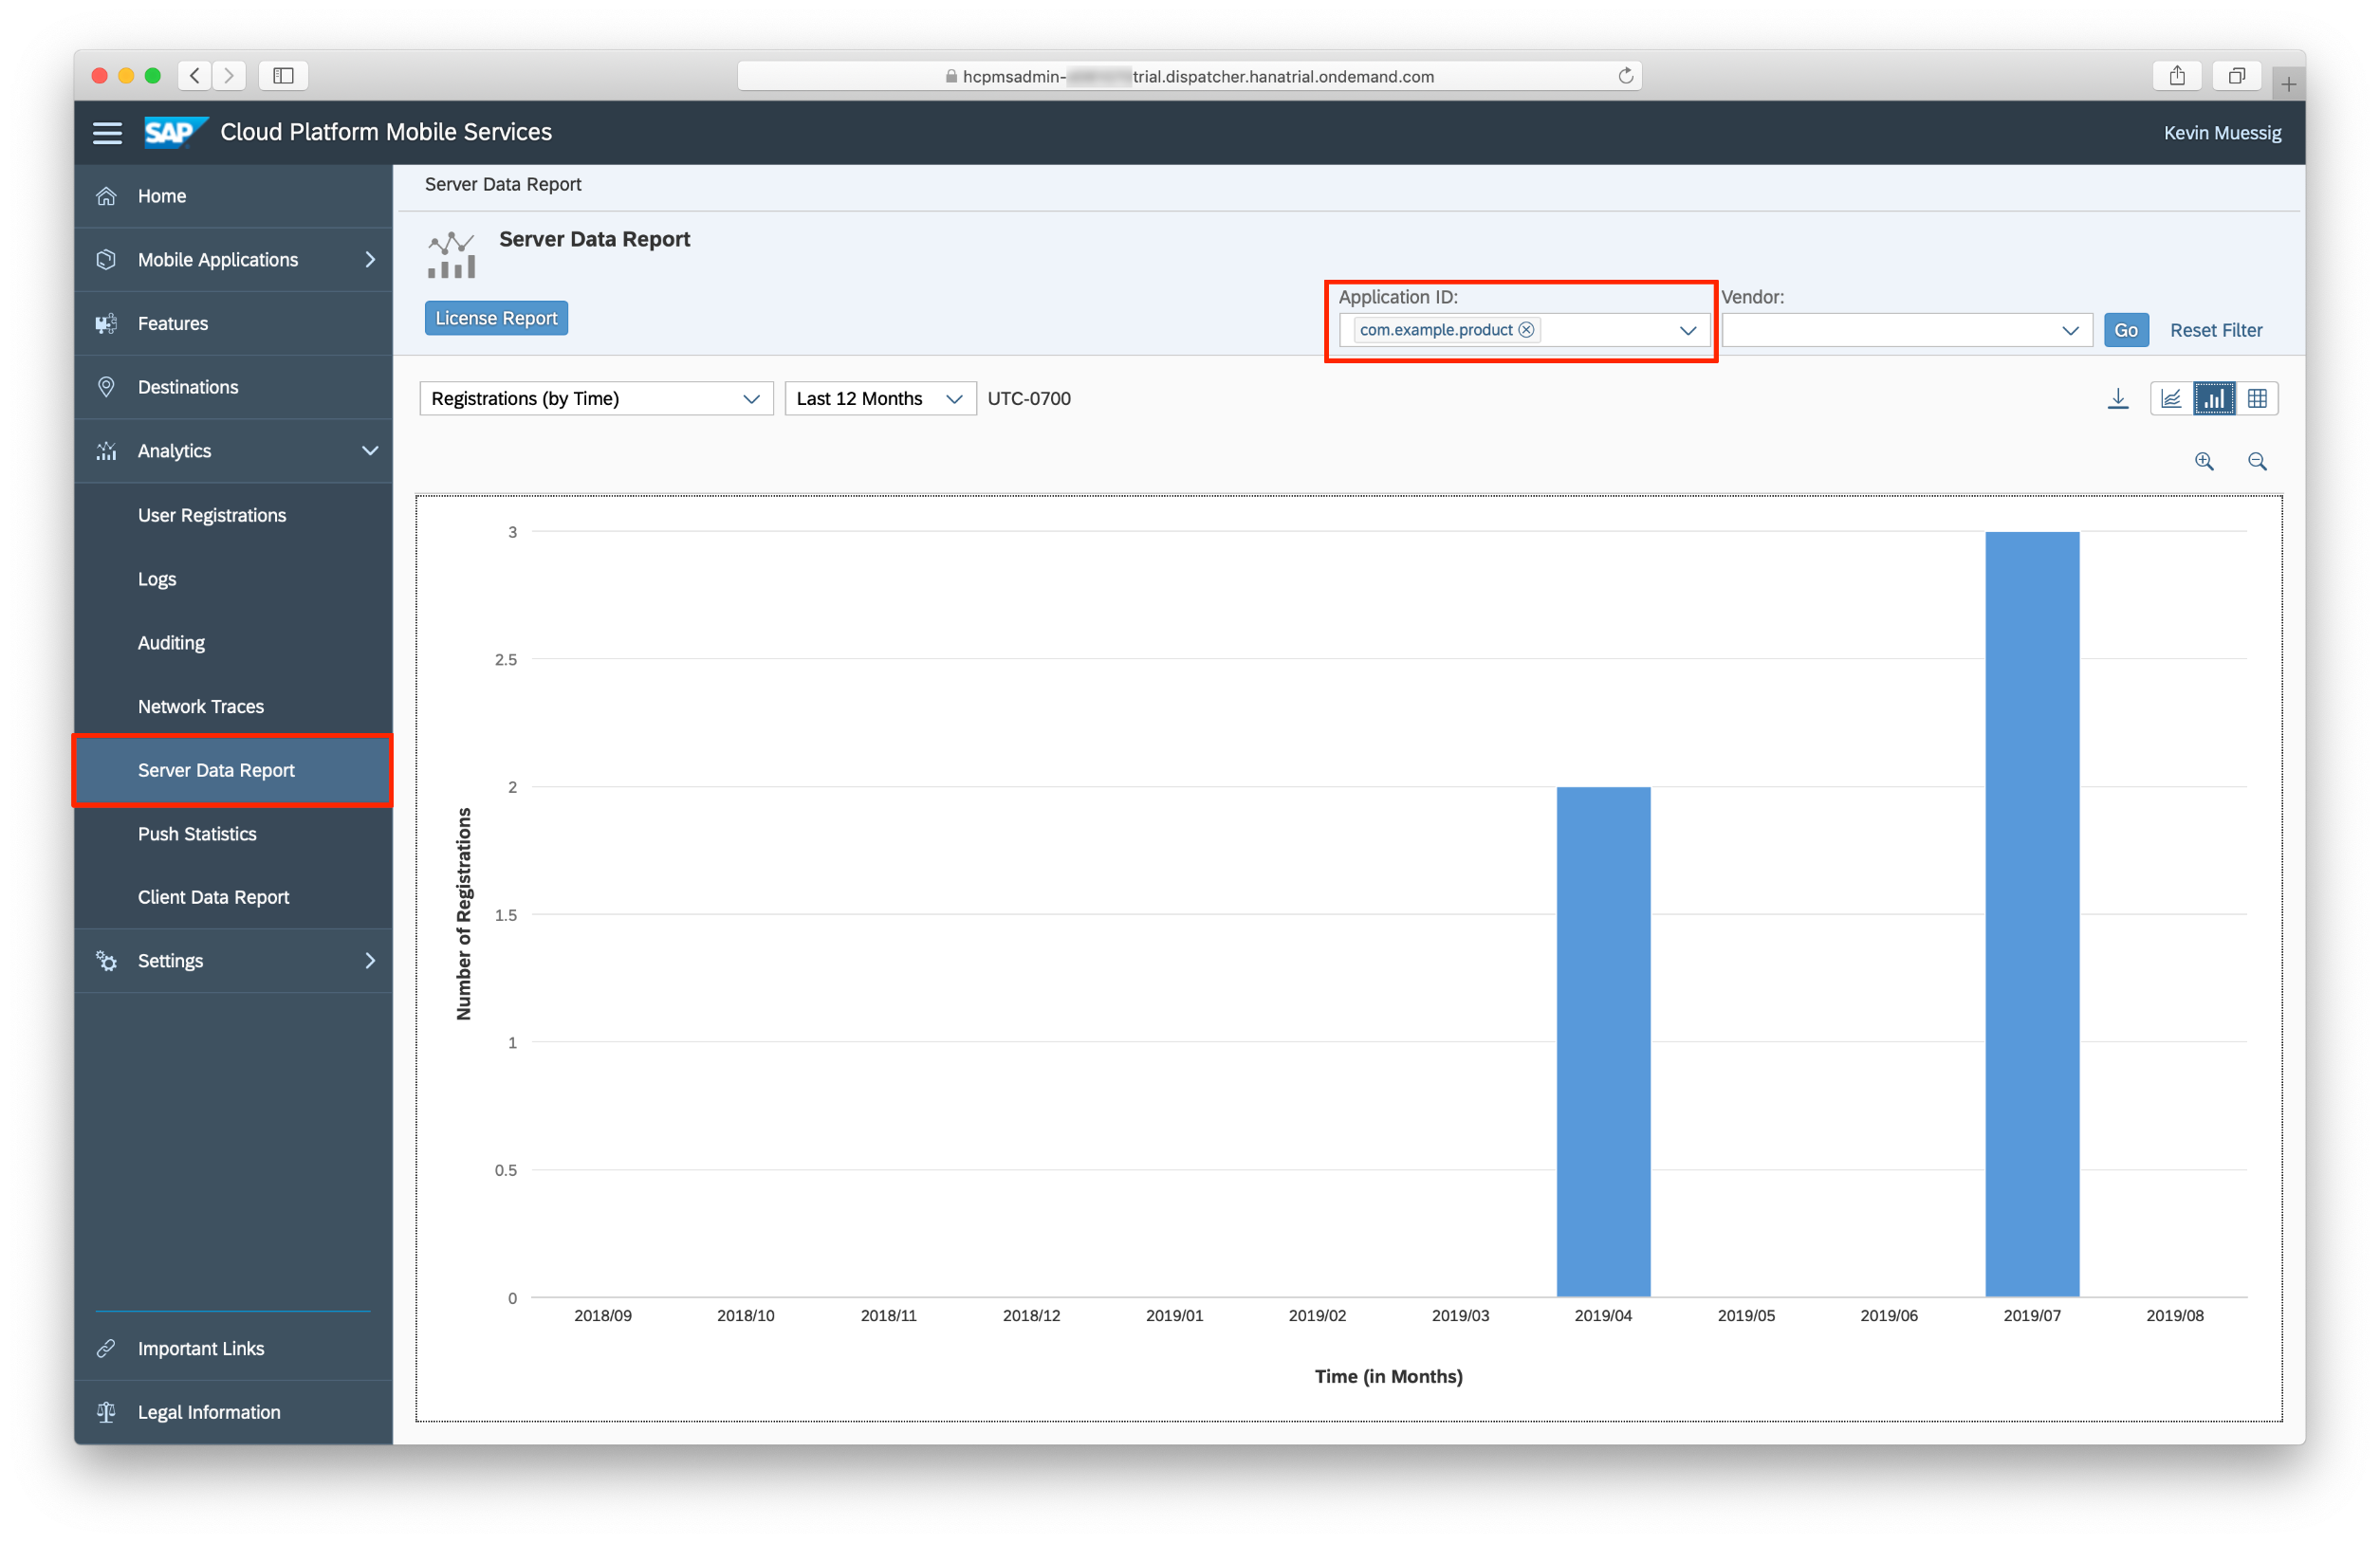 hcpmsadmin- trial.dispatcher.hanatrial.ondemand.com
SAP Cloud Platform Mobile Services
Kevin Muessig
Home
Mobile Applications
Features
Destinations
Analytics
User Registrations
Logs
Auditing
Network Traces
Server Data Report
Push Statistics
Client Data Report
Settings
Important Links
Legal Information
Server Data Report
Server Data Report
License Report
Application ID:
com.example.product
Vendor:
Go
Reset Filter
Registrations (by Time)
Last 12 Months
UTC-0700
Number of Registrations
3
2.5
2
1.5
1
0.5
0
2018/09 2018/10 2018/11 2018/12 2019/01 2019/02 2019/03 2019/04 2019/05 2019/06 2019/07 2019/08
Time (in Months)